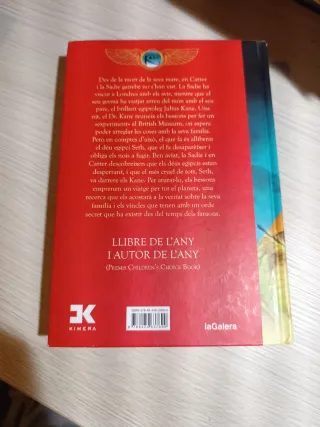 Des de la mort de la seva mare, en Carter
i la Sadie gairebé no s'han vist. La Sadie ha
viscut a Londres amb els avis, mentre que el
seu germà ha viatjat arreu del món amb el seu
pare, el brillant egiptòleg Julius Kane. Una
nit, el Dr. Kane reuneix els bessons per fer un
«experiment» al British Museum, on espera
poder arreglar les coses amb la seva família.
Però en comptes d'això, el que fa és despertar
el déu egipci Seth, que el fa desaparèixer i
obliga els nois a fugir. Ben aviat, la Sadie i en
Carter descobreixen que els déus egipcis estan
despertant, i que el més cruel de tots, Seth,
va darrere els Kane. Per aturar-lo, els bessons
emprenen un viatge per tot el planeta, una
recerca que els acosarà a la veritat sobre la seva
família i els vincles que tenen amb un orde
secret que ha existit des del temps dels faraons.
LLIBRE DE L'ANY
I AUTOR DE L'ANY
(Premis Children's Choice Book)
KIMERA
laGalera